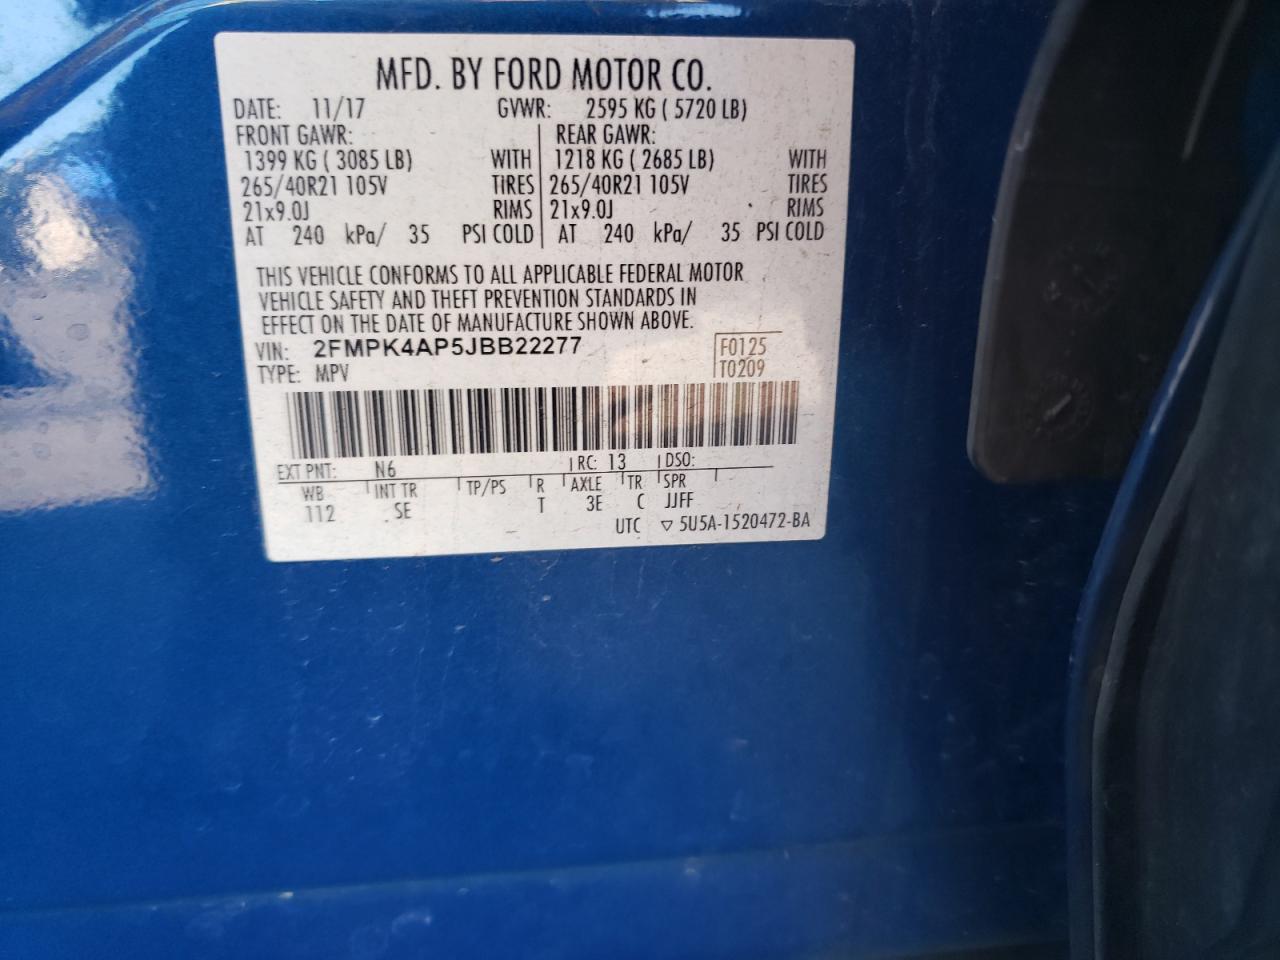 MFD. BY FORD MOTOR CO.
DATE: 11/17 GVWR: 2595 KG ( 5720 LB)
FRONT GAWR: REAR GAWR:
1399 KG ( 3085 LB) WITH 1218 KG ( 2685 LB) WITH
265/40R21 105V TIRES 265/40R21 105V TIRES
21x9.0J RIMS 21x9.0J RIMS
AT 240 kPa/ 35 PSI COLD AT 240 kPa/ 35 PSI COLD
THIS VEHICLE CONFORMS TO ALL APPLICABLE FEDERAL MOTOR
VEHICLE SAFETY AND THEFT PREVENTION STANDARDS IN
EFFECT ON THE DATE OF MANUFACTURE SHOWN ABOVE.
VIN: 2FMPK4AP5JBB22277 F0125
TYPE: MPV T0209
EXT PNT: N6 RC: 13 DSO:
WB INT TR TP/PS R AXLE TR SPR
112 SE T 3E C JJFF
UTC ▽ 5U5A-1520472-BA